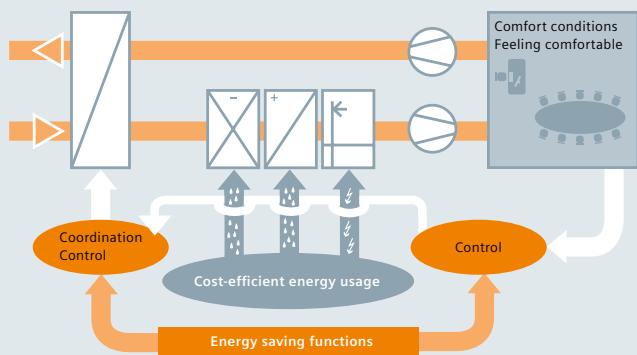 Comfort conditions
Feeling comfortable
−
+
Coordination
Control
Control
Cost-efficient energy usage
Energy saving functions